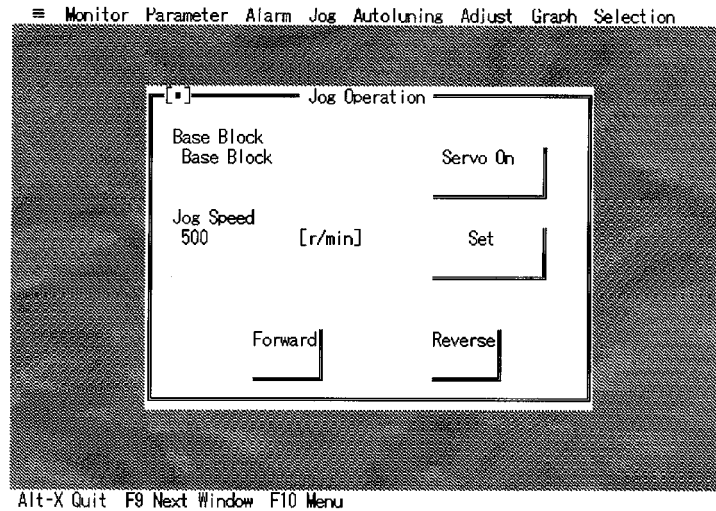 ≡ Monitor Parameter Alarm Jog Autoluning Adjust Graph Selection
[▪] Jog Operation
Base Block
Base Block Servo On
Jog Speed
500 [r/min] Set
Forward Reverse
Alt-X Quit F9 Next Window F10 Menu